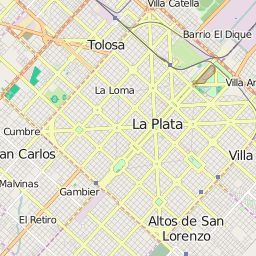 Villa
Catella
Barrio El Dique
Tolosa
Villa Ar
La Loma
La Plata
Cumbre
an Carlos
Villa
Malvinas
Gambier
El Retiro
Altos de San
Lorenzo